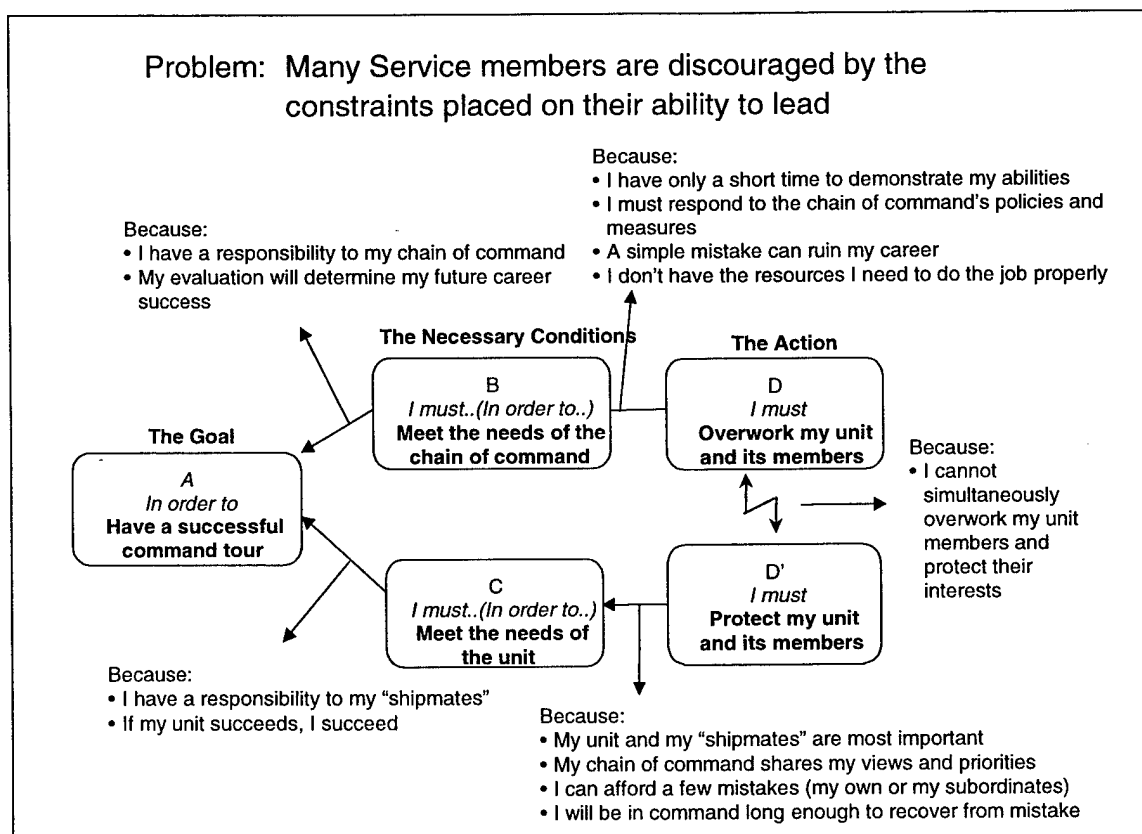 Problem: Many Service members are discouraged by the
constraints placed on their ability to lead
Because:
• I have only a short time to demonstrate my abilities
• I must respond to the chain of command's policies and
measures
• A simple mistake can ruin my career
• I don't have the resources I need to do the job properly
Because:
• I have a responsibility to my chain of command
• My evaluation will determine my future career
success
The Necessary Conditions
The Action
B
I must..(In order to..)
Meet the needs of the
chain of command
D
I must
Overwork my unit
and its members
The Goal
A
In order to
Have a successful
command tour
Because:
• I cannot
simultaneously
overwork my unit
members and
protect their
interests
C
I must..(In order to..)
Meet the needs of
the unit
D'
I must
Protect my unit
and its members
Because:
• I have a responsibility to my “shipmates”
• If my unit succeeds, I succeed
Because:
• My unit and my “shipmates” are most important
• My chain of command shares my views and priorities
• I can afford a few mistakes (my own or my subordinates)
• I will be in command long enough to recover from mistake